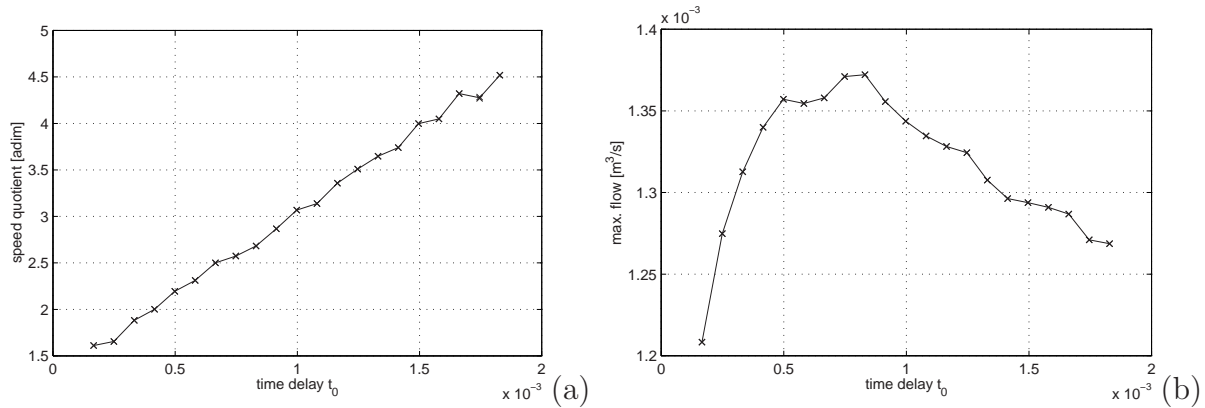 5
4.5
4
3.5
3
2.5
2
1.5
speed quotient [adim]
0
0.5
1
1.5
2
time delay t0
x 10−3
(a)
x 10−3
1.4
1.35
1.3
1.25
1.2
max. flow [m3/s]
0
0.5
1
1.5
2
time delay t0
x 10−3
(b)